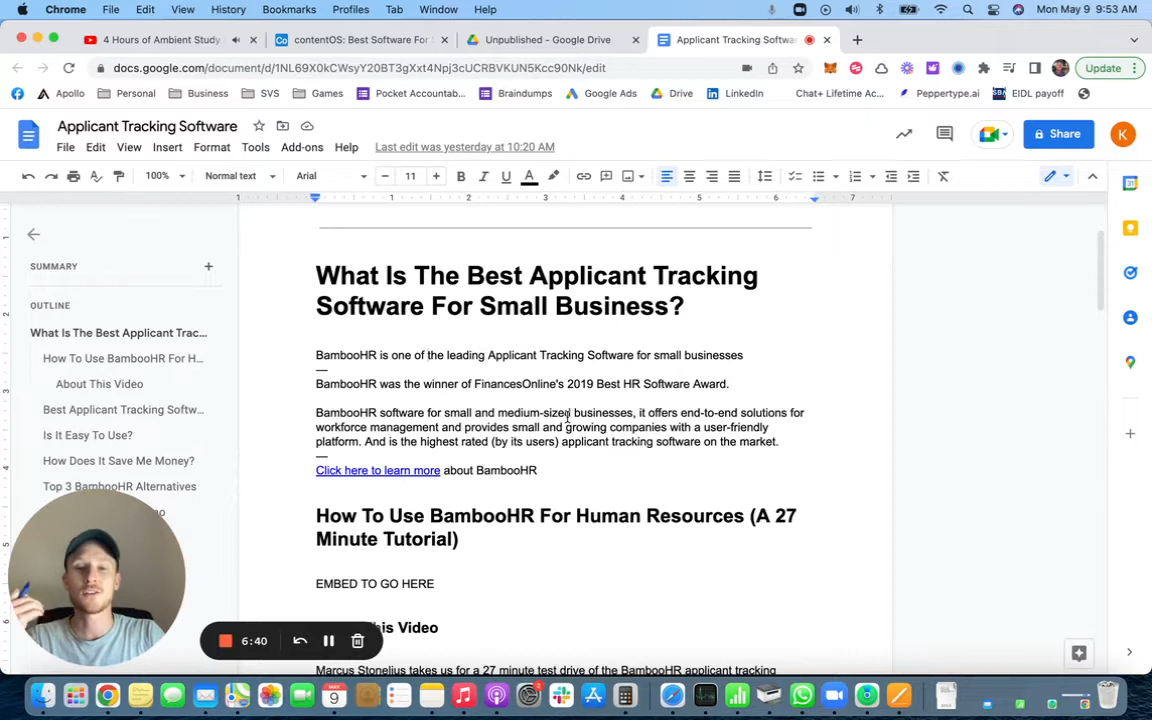 Chrome File Edit View History Bookmarks Profiles Tab Window Help Mon May 9 9:53 AM
4 Hours of Ambient Study
contentOS: Best Software For S
Unpublished - Google Drive
Applicant Tracking Softwa
docs.google.com/document/d/1NL69X0kCWsyY20BT3gXxt4Npj3cUCRBVKUN5Kcc90Nk/edit
Update
Apollo Personal Business SVS Games Pocket Accountab... Braindumps Google Ads Drive LinkedIn Chat+ Lifetime Ac... Peppertype.ai EIDL payoff
Applicant Tracking Software
Share
K
File Edit View Insert Format Tools Add-ons Help Last edit was yesterday at 10:20 AM
100% Normal text Arial 11 B I U A
1 1 2 3 4 5 6 7
SUMMARY
OUTLINE
What Is The Best Applicant Trac...
How To Use BambooHR For H...
About This Video
Best Applicant Tracking Softw...
Is It Easy To Use?
How Does It Save Me Money?
Top 3 BambooHR Alternatives
What Is The Best Applicant Tracking
Software For Small Business?
BambooHR is one of the leading Applicant Tracking Software for small businesses
—
BambooHR was the winner of FinancesOnline's 2019 Best HR Software Award.
BambooHR software for small and medium-sized businesses, it offers end-to-end solutions for
workforce management and provides small and growing companies with a user-friendly
platform. And is the highest rated (by its users) applicant tracking software on the market.
—
Click here to learn more about BambooHR
How To Use BambooHR For Human Resources (A 27
Minute Tutorial)
EMBED TO GO HERE
his Video
Marcus Stonelius takes us for a 27 minute test drive of the BambooHR applicant tracking
6:40